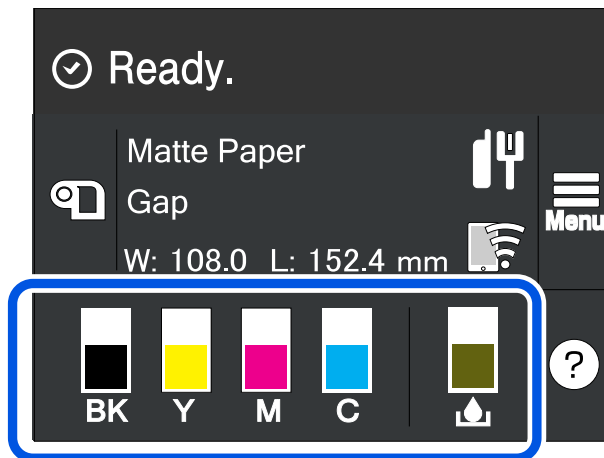 Ready.
Matte Paper
Gap
W: 108.0 L: 152.4 mm
Menu
BK Y M C
?